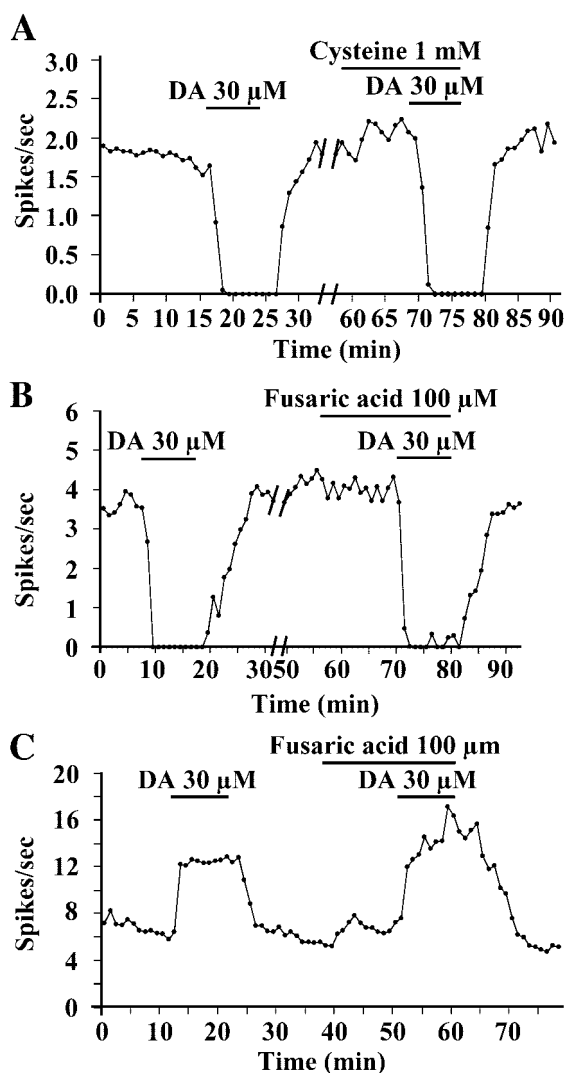 A
Cysteine 1 mM
DA 30 µM
DA 30 µM
3.0
2.5
2.0
1.5
1.0
0.5
0.0
Spikes/sec
0 5 10 15 20 25 30 60 65 70 75 80 85 90
Time (min)
B
Fusaric acid 100 µM
DA 30 µM
DA 30 µM
6
5
4
3
2
1
0
Spikes/sec
0 10 20 30 50 60 70 80 90
Time (min)
C
Fusaric acid 100 µm
DA 30 µM
DA 30 µM
20
16
12
8
4
0
Spikes/sec
0 10 20 30 40 50 60 70
Time (min)